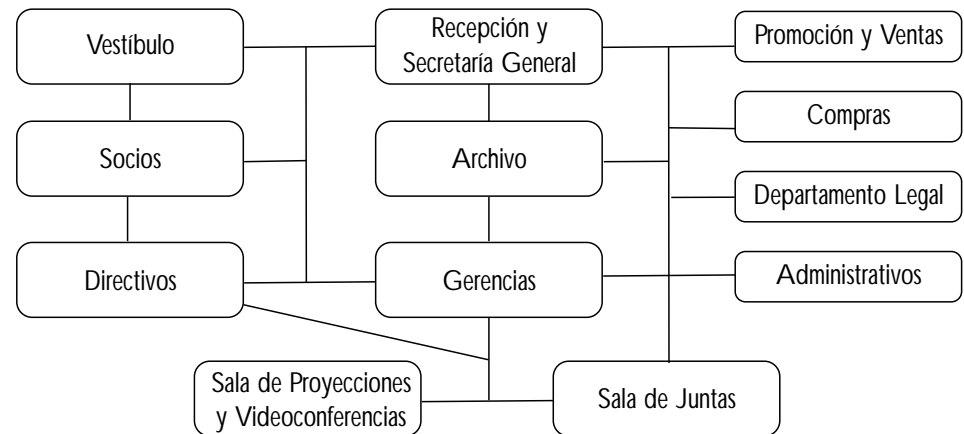 Vestíbulo
Recepción y
Secretaría General
Promoción y Ventas
Compras
Socios
Archivo
Departamento Legal
Directivos
Gerencias
Administrativos
Sala de Proyecciones
y Videoconferencias
Sala de Juntas